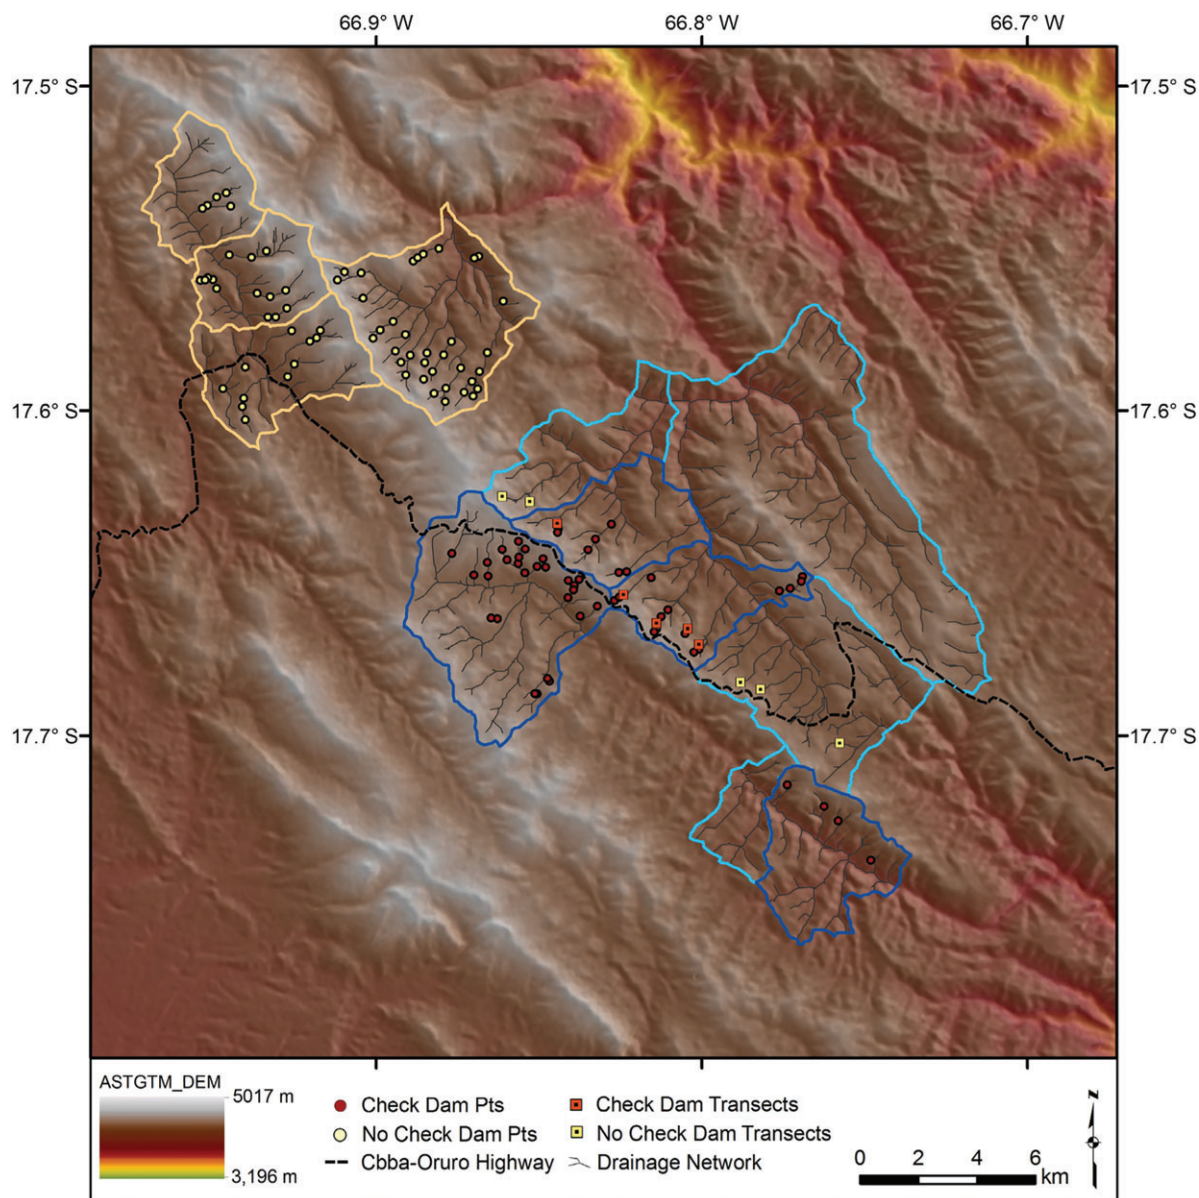 66.9° W 66.8° W 66.7° W
17.5° S 17.5° S
17.6° S 17.6° S
17.7° S 17.7° S
ASTGTM_DEM
5017 m
3,196 m
Check Dam Pts
No Check Dam Pts
Cbba-Oruro Highway
Check Dam Transects
No Check Dam Transects
Drainage Network
N
0 2 4 6 km